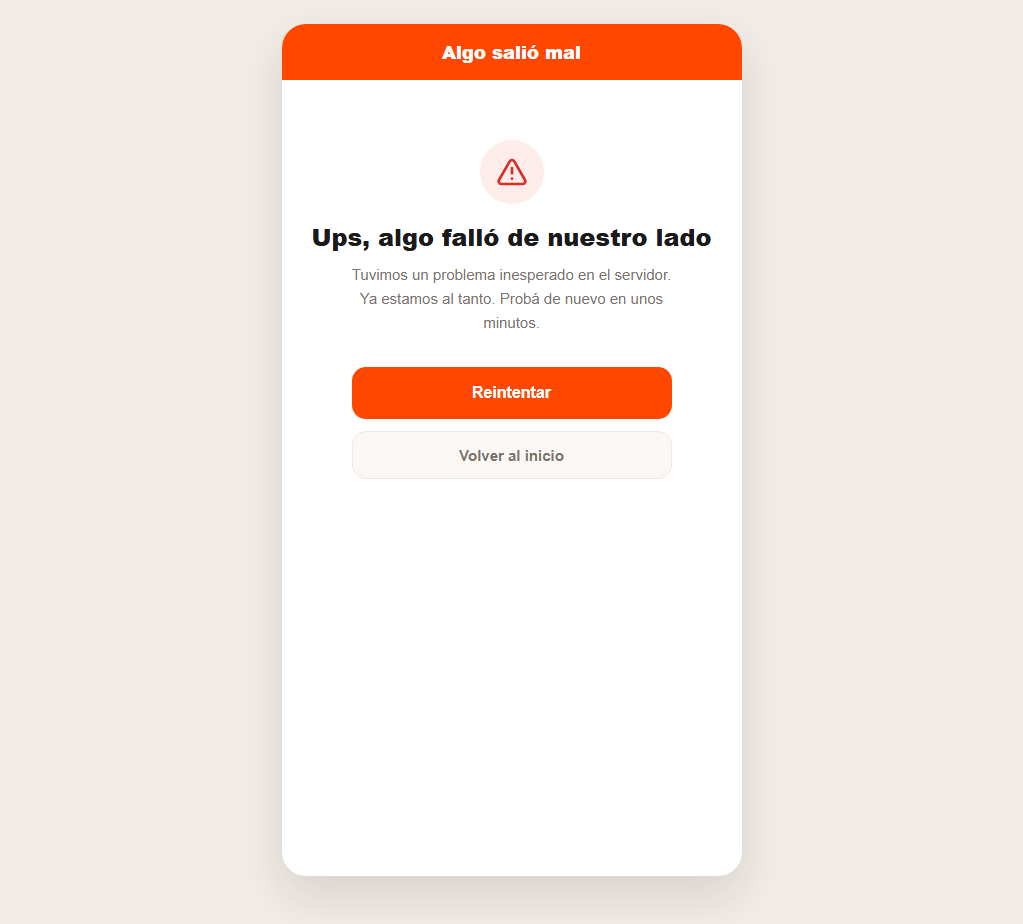 Algo salió mal
Ups, algo falló de nuestro lado
Tuvimos un problema inesperado en el servidor.
Ya estamos al tanto. Probá de nuevo en unos
minutos.
Reintentar
Volver al inicio